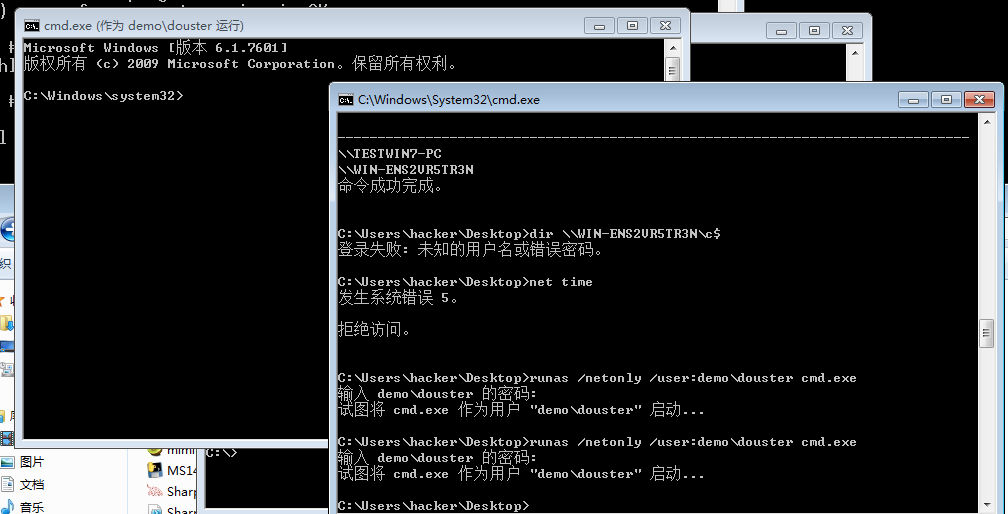 cmd.exe (作为 demo\douster 运行)
Microsoft Windows [版本 6.1.7601]
版权所有 (c) 2009 Microsoft Corporation。保留所有权利。
C:\Windows\system32>
C:\Windows\System32\cmd.exe
\\TESTWIN7-PC
\\WIN-ENS2VR5TR3N
命令成功完成。
C:\Users\hacker\Desktop>dir \\WIN-ENS2VR5TR3N\c$
登录失败: 未知的用户名或错误密码。
C:\Users\hacker\Desktop>net time
发生系统错误 5。
拒绝访问。
C:\Users\hacker\Desktop>runas /netonly /user:demo\douster cmd.exe
输入 demo\douster 的密码:
试图将 cmd.exe 作为用户 "demo\douster" 启动...
C:\Users\hacker\Desktop>runas /netonly /user:demo\douster cmd.exe
输入 demo\douster 的密码:
试图将 cmd.exe 作为用户 "demo\douster" 启动...
C:\Users\hacker\Desktop>
C:\>
图片
文档
音乐
MS14
Sharp
Sharp